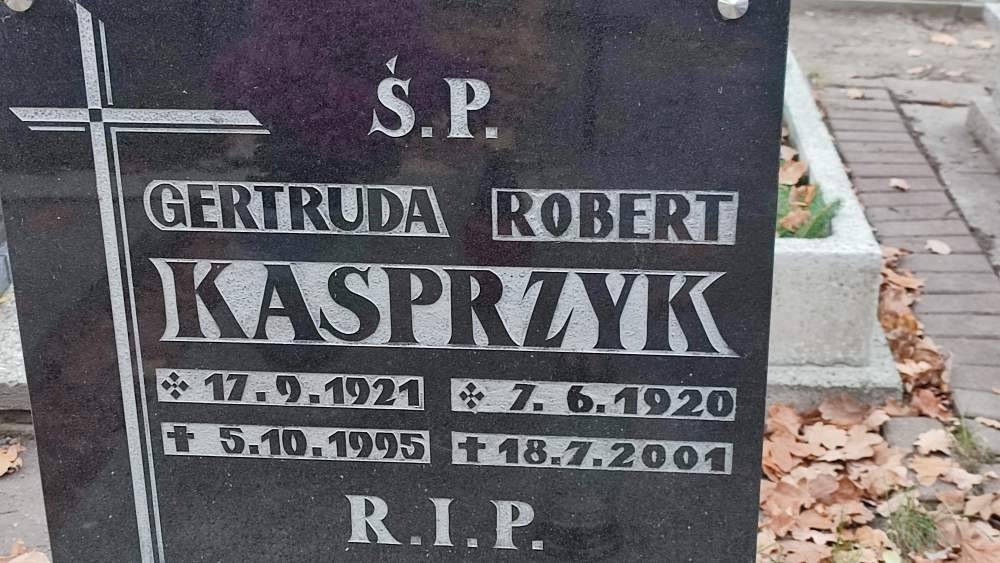 Ś.P.
GERTRUDA ROBERT
KASPRZYK
17.9.1921 7.6.1920
5.10.1995 18.7.2001
R.I.P.